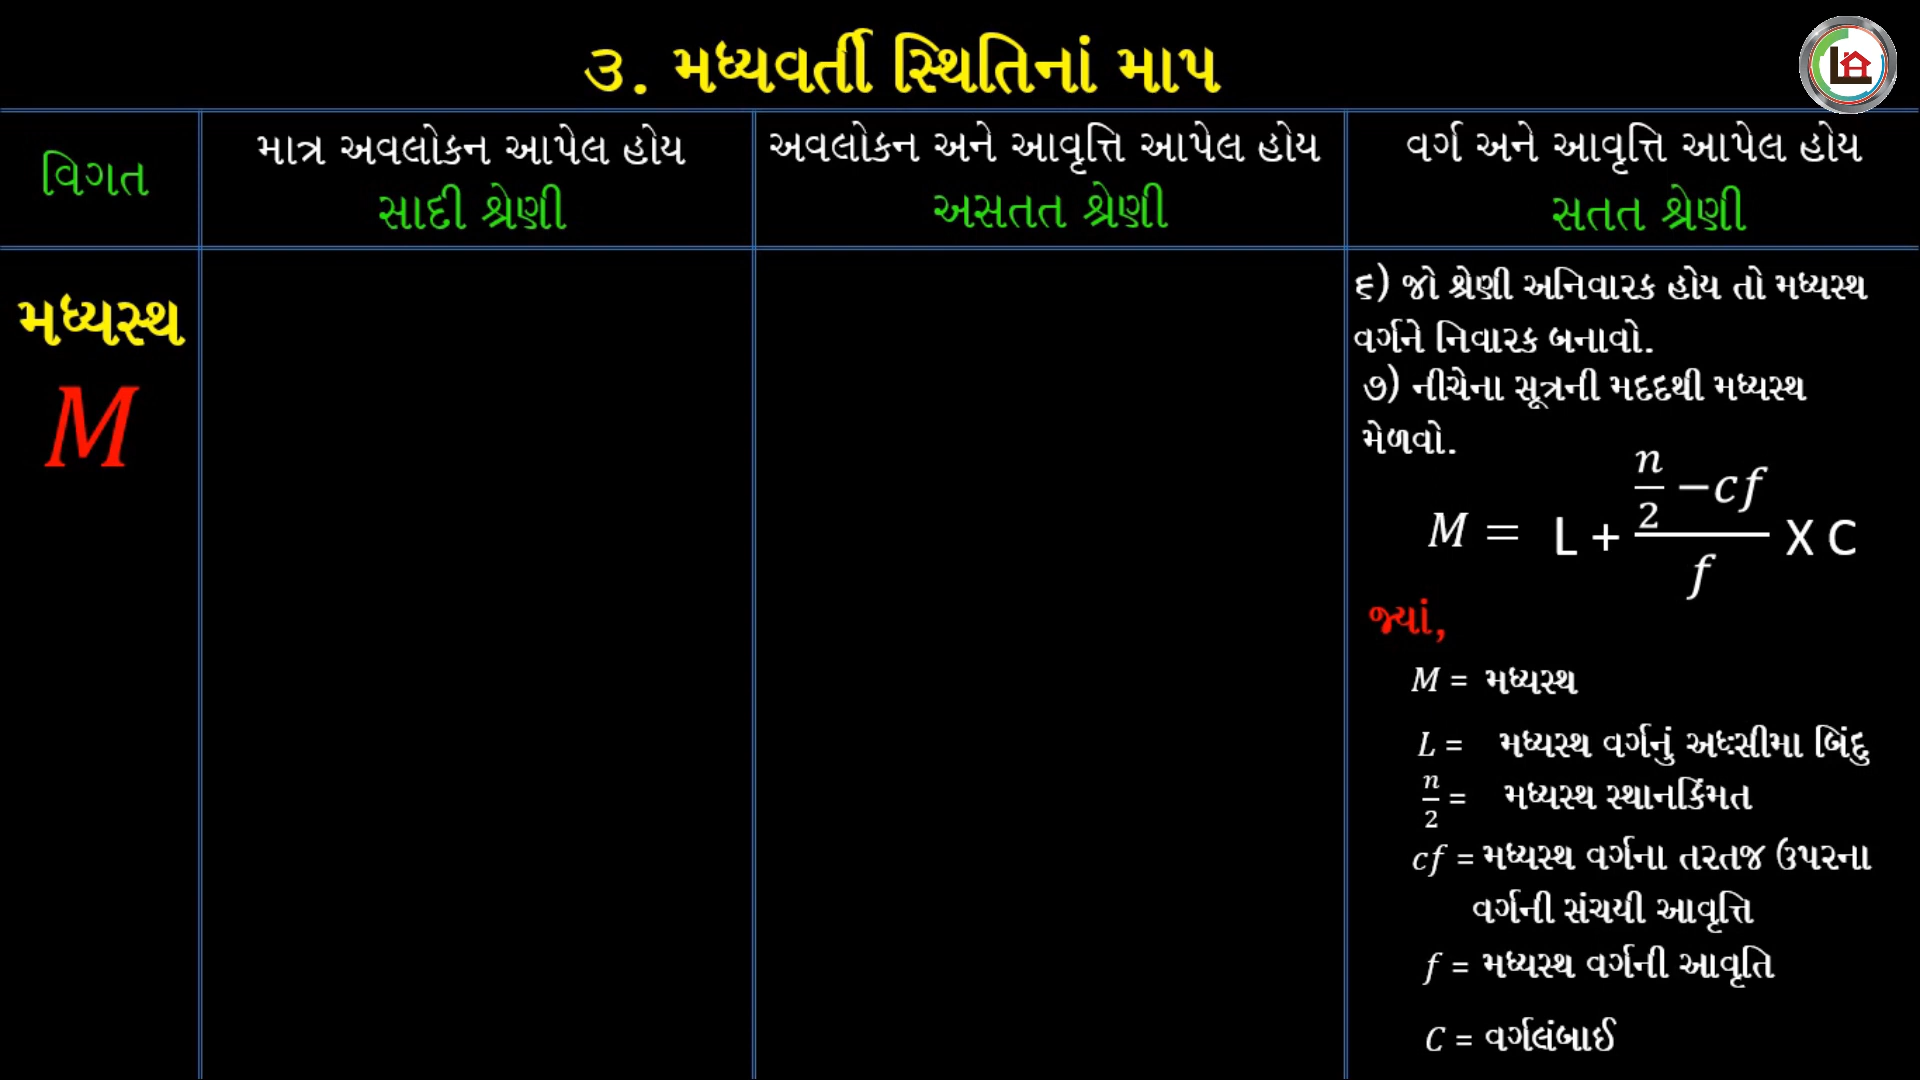 ૩. મધ્યવર્તી સ્થિતિનાં માપ
વિગત
માત્ર અવલોકન આપેલ હોય
સાદી શ્રેણી
અવલોકન અને આવૃત્તિ આપેલ હોય
અસતત શ્રેણી
વર્ગ અને આવૃત્તિ આપેલ હોય
સતત શ્રેણી
મધ્યસ્થ
M
૬) જો શ્રેણી અનિવારક હોય તો મધ્યસ્થ
વર્ગને નિવારક બનાવો.
૭) નીચેના સૂત્રની મદદથી મધ્યસ્થ
મેળવો.
M = L + (n/2 − cf)/f X C
જ્યાં,
M = મધ્યસ્થ
L = મધ્યસ્થ વર્ગનું અધઃસીમા બિંદુ
n/2 = મધ્યસ્થ સ્થાનકિંમત
cf = મધ્યસ્થ વર્ગના તરતજ ઉપરના
વર્ગની સંચયી આવૃત્તિ
f = મધ્યસ્થ વર્ગની આવૃતિ
C = વર્ગલંબાઈ